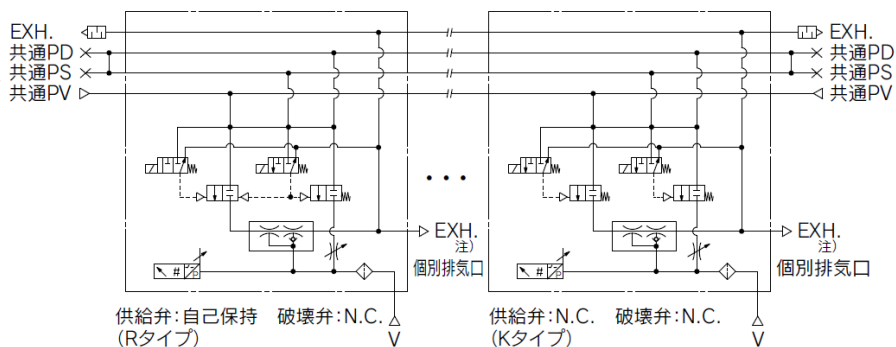 EXH.
共通PD
共通PS
共通PV
EXH.
共通PD
共通PS
共通PV
EXH.
注)
個別排気口
EXH.
注)
個別排気口
#
P
#
P
供給弁:自己保持
(Rタイプ)
破壊弁:N.C.
V
供給弁:N.C.
(Kタイプ)
破壊弁:N.C.
V